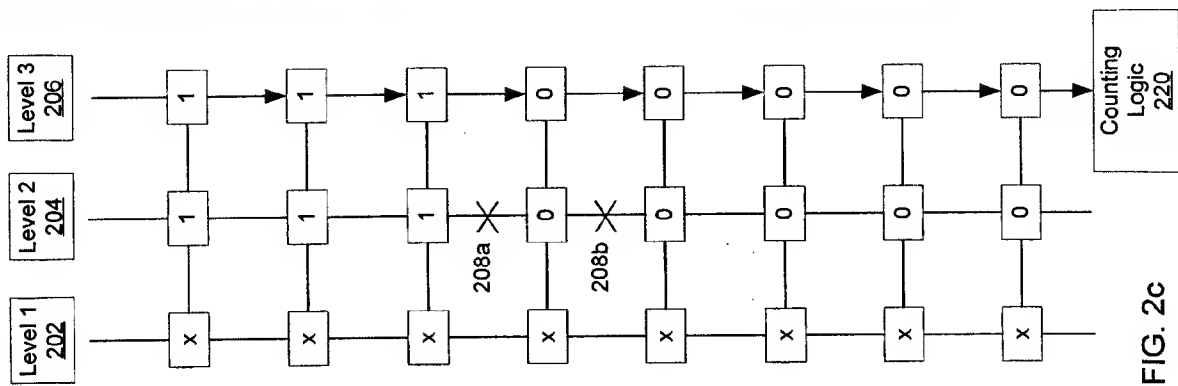 Level 1
202
Level 2
204
Level 3
206
X 1 1
X 1 1
X 1 1
208a
X 0 0
208b
X 0 0
X 0 0
X 0 0
X 0 0
Counting
Logic
220
FIG. 2c